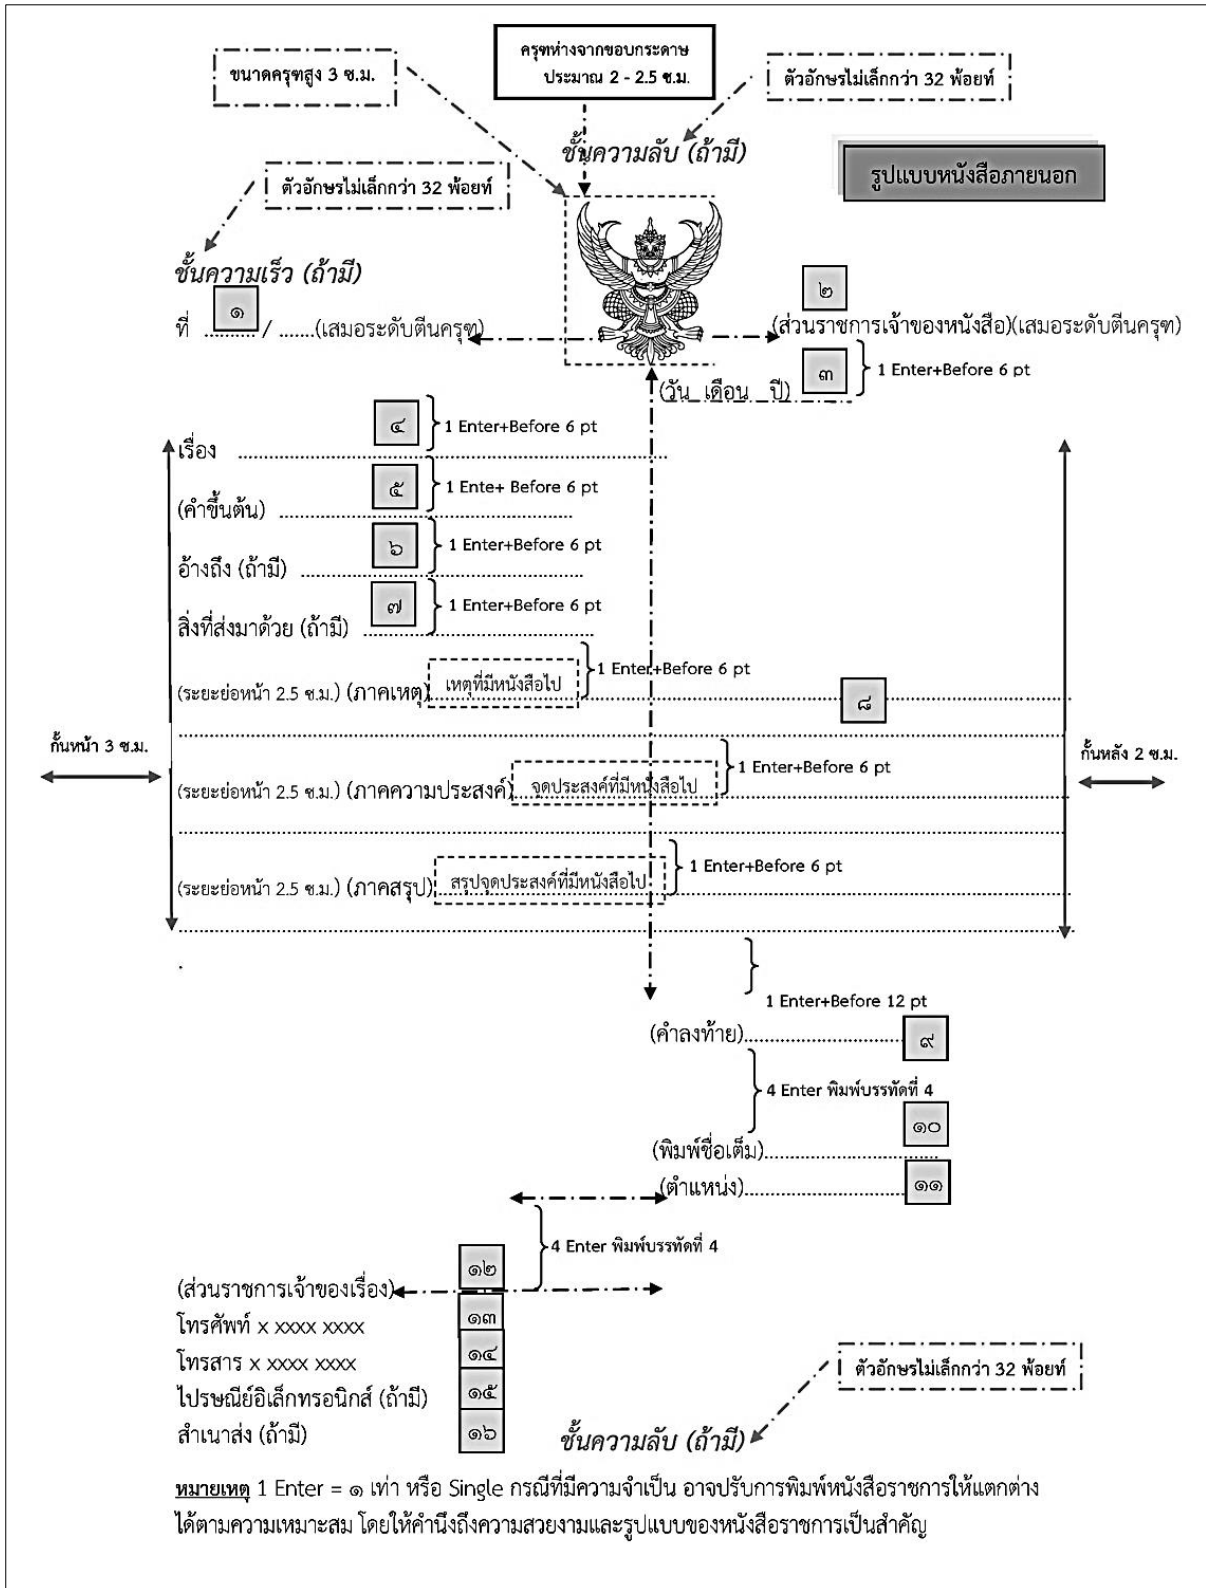 ครุฑห่างจากขอบกระดาษ
ประมาณ 2 - 2.5 ซ.ม.
ขนาดครุฑสูง 3 ซ.ม.
ตัวอักษรไม่เล็กกว่า 32 พ้อยท์
ชั้นความลับ (ถ้ามี)
รูปแบบหนังสือภายนอก
ตัวอักษรไม่เล็กกว่า 32 พ้อยท์
ชั้นความเร็ว (ถ้ามี)
ที่ ......๑....../ ......(เสมอระดับตีนครุฑ)
๒
(ส่วนราชการเจ้าของหนังสือ)(เสมอระดับตีนครุฑ)
(วัน เดือน ปี) ๓ 1 Enter+Before 6 pt
๔ 1 Enter+Before 6 pt
เรื่อง ..........
๕ 1 Ente+ Before 6 pt
(คำขึ้นต้น) ..........
๖ 1 Enter+Before 6 pt
อ้างถึง (ถ้ามี) ..........
๗ 1 Enter+Before 6 pt
สิ่งที่ส่งมาด้วย (ถ้ามี) ..........
1 Enter+Before 6 pt
(ระยะย่อหน้า 2.5 ซ.ม.) (ภาคเหตุ) เหตุที่มีหนังสือไป .......... ๘
กั้นหน้า 3 ซ.ม.
กั้นหลัง 2 ซ.ม.
1 Enter+Before 6 pt
(ระยะย่อหน้า 2.5 ซ.ม.) (ภาคความประสงค์) จุดประสงค์ที่มีหนังสือไป ..........
1 Enter+Before 6 pt
(ระยะย่อหน้า 2.5 ซ.ม.) (ภาคสรุป) สรุปจุดประสงค์ที่มีหนังสือไป ..........
.
1 Enter+Before 12 pt
(คำลงท้าย).......... ๙
4 Enter พิมพ์บรรทัดที่ 4
๑๐
(พิมพ์ชื่อเต็ม)..........
(ตำแหน่ง).......... ๑๑
4 Enter พิมพ์บรรทัดที่ 4
(ส่วนราชการเจ้าของเรื่อง) ๑๒
โทรศัพท์ x xxxx xxxx ๑๓
โทรสาร x xxxx xxxx ๑๔
ไปรษณีย์อิเล็กทรอนิกส์ (ถ้ามี) ๑๕
สำเนาส่ง (ถ้ามี) ๑๖
ตัวอักษรไม่เล็กกว่า 32 พ้อยท์
ชั้นความลับ (ถ้ามี)
หมายเหตุ 1 Enter = ๑ เท่า หรือ Single กรณีที่มีความจำเป็น อาจปรับการพิมพ์หนังสือราชการให้แตกต่าง
ได้ตามความเหมาะสม โดยให้คำนึงถึงความสวยงามและรูปแบบของหนังสือราชการเป็นสำคัญ